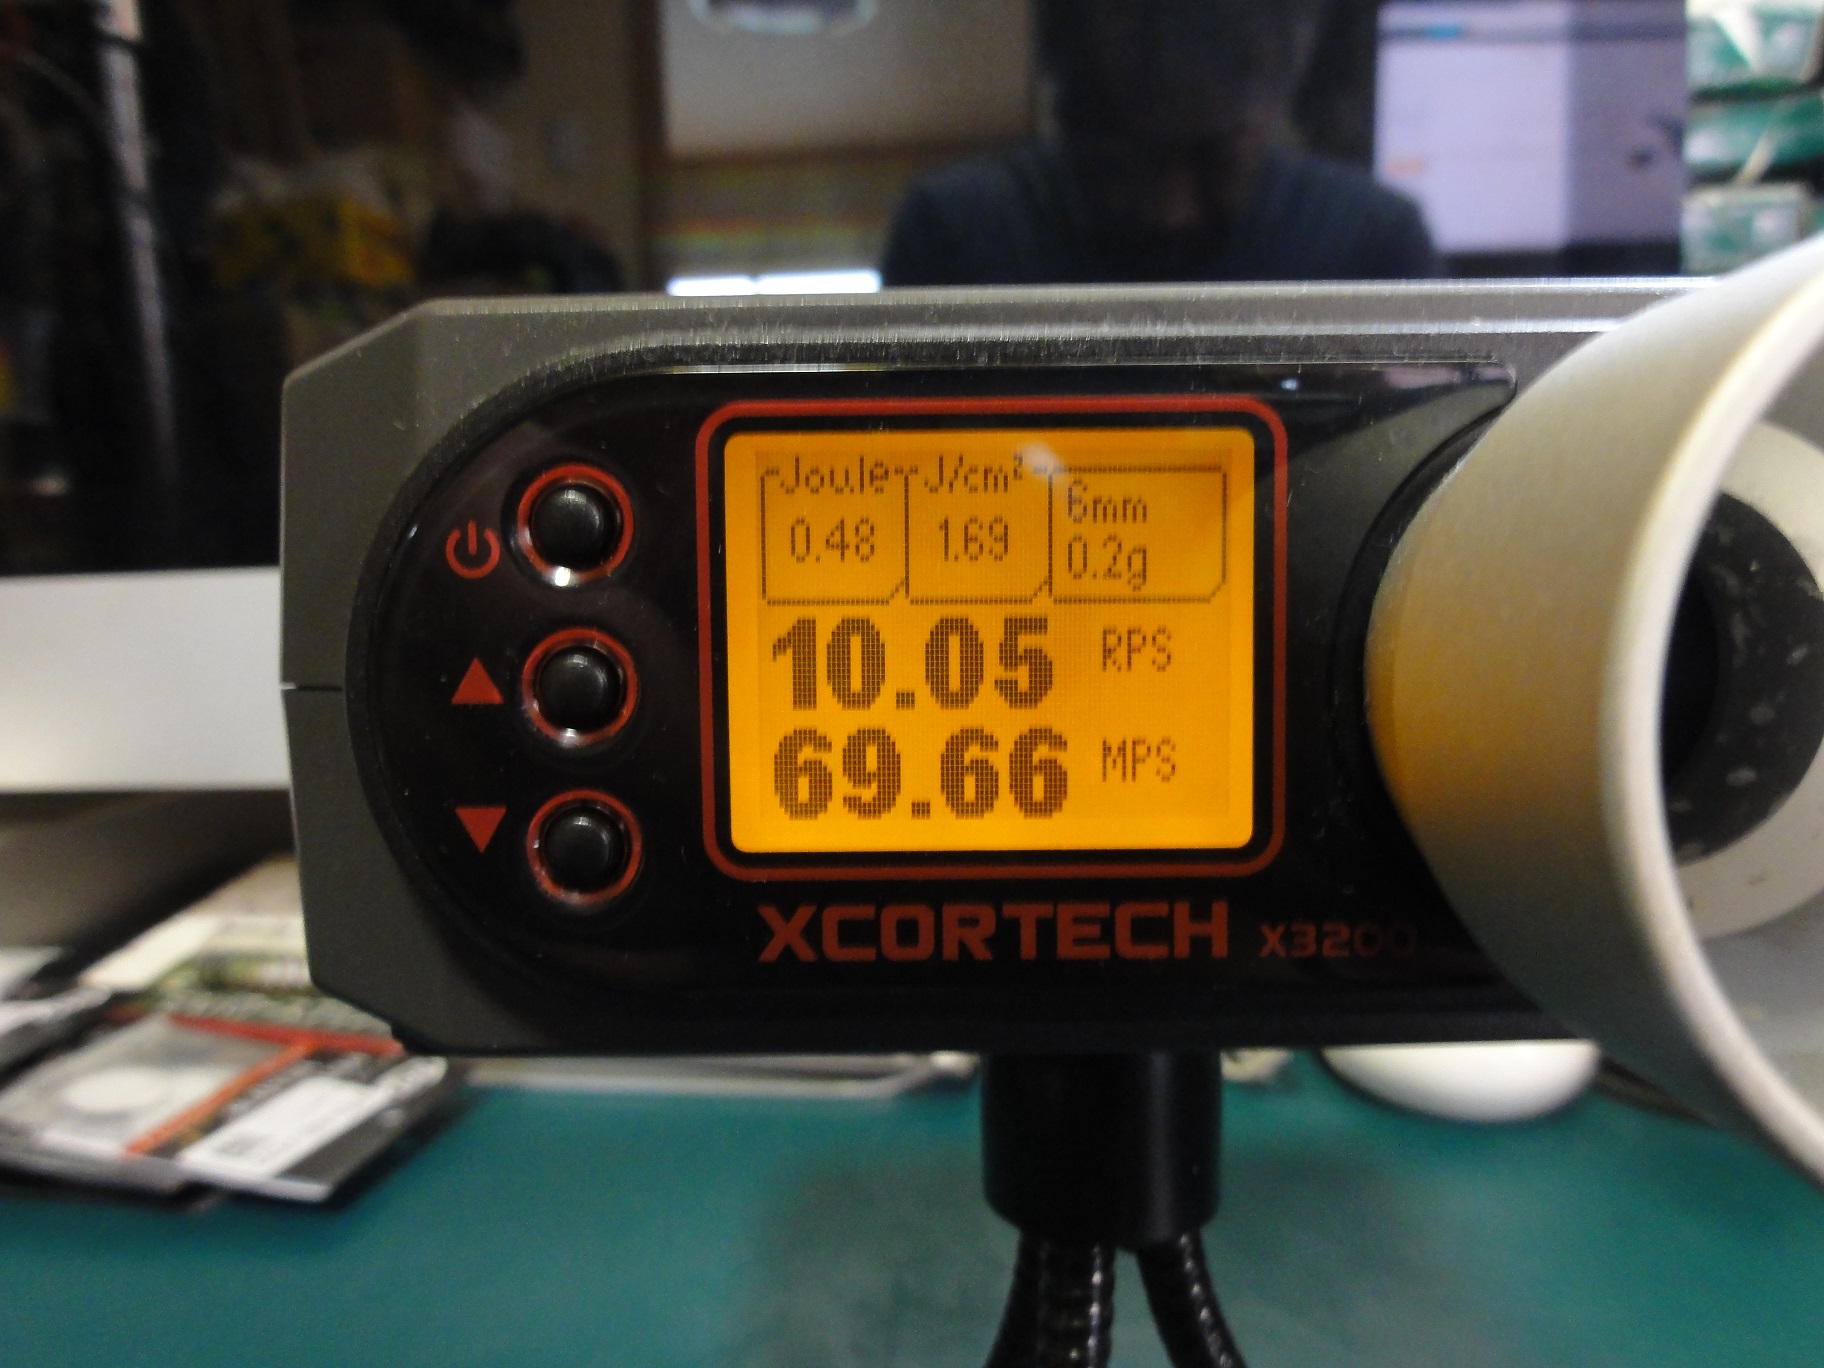 Joule J/cm² 6mm
0.48 1.69 0.2g
10.05 RPS
69.66 MPS
XCORTECH X3200